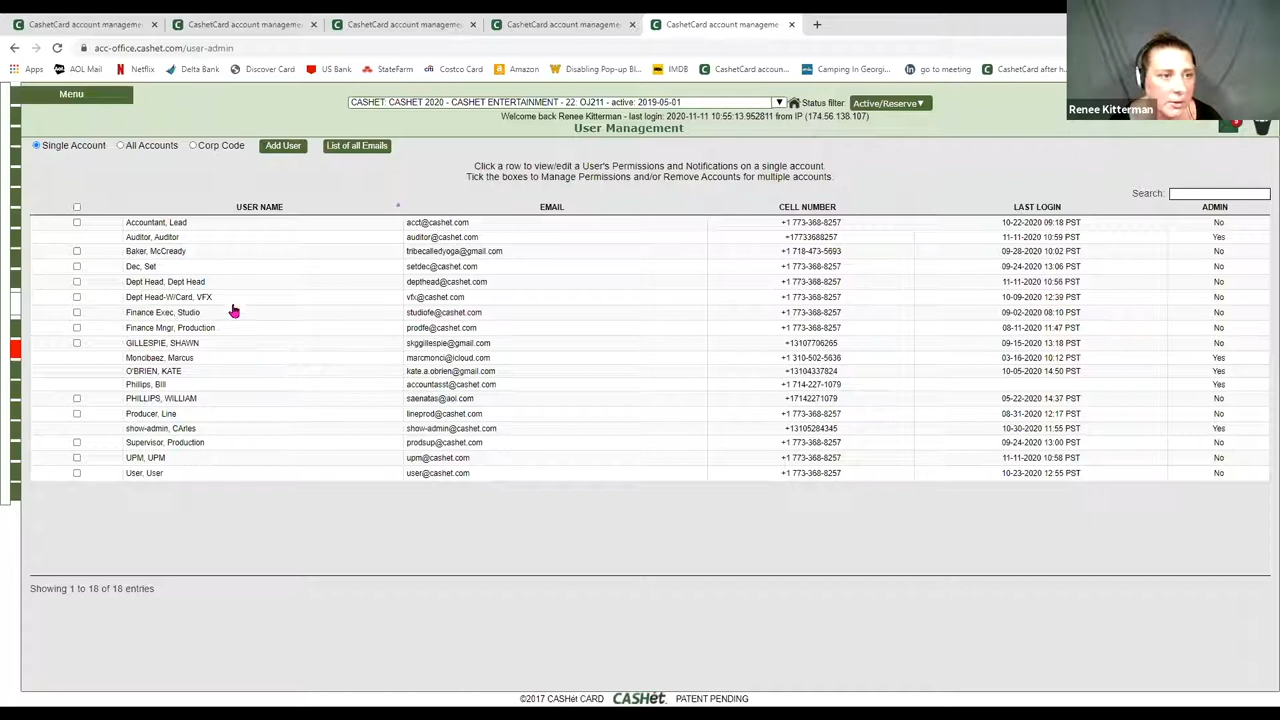 CashetCard account management
CashetCard account management
CashetCard account management
CashetCard account management
CashetCard account management
acc-office.cashet.com/user-admin
Apps AOL Mail Netflix Delta Bank Discover Card US Bank StateFarm Costco Card Amazon Disabling Pop-up Bl... IMDB CashetCard accoun... Camping In Georgi... go to meeting CashetCard after h...
Renee Kitterman
Menu
CASHET: CASHET 2020 - CASHET ENTERTAINMENT - 22: OJ211 - active: 2019-05-01
Status filter
Active/Reserve▼
Welcome back Renee Kitterman - last login: 2020-11-11 10:55:13.952811 from IP (174.56.138.107)
User Management
Single Account All Accounts Corp Code Add User List of all Emails
Click a row to view/edit a User's Permissions and Notifications on a single account.
Tick the boxes to Manage Permissions and/or Remove Accounts for multiple accounts.
Search:
USER NAME EMAIL CELL NUMBER LAST LOGIN ADMIN
Accountant, Lead acct@cashet.com +1 773-368-8257 10-22-2020 09:18 PST No
Auditor, Auditor auditor@cashet.com +17733688257 11-11-2020 10:59 PST Yes
Baker, McCready tribecalledyoga@gmail.com +1 718-473-5693 09-28-2020 10:02 PST No
Dec, Set setdec@cashet.com +1 773-368-8257 09-24-2020 13:06 PST No
Dept Head, Dept Head depthead@cashet.com +1 773-368-8257 11-11-2020 10:56 PST No
Dept Head-W/Card, VFX vfx@cashet.com +1 773-368-8257 10-09-2020 12:39 PST No
Finance Exec, Studio studiofe@cashet.com +1 773-368-8257 09-02-2020 08:10 PST No
Finance Mngr, Production prodfe@cashet.com +1 773-368-8257 08-11-2020 11:47 PST No
GILLESPIE, SHAWN skggillespie@gmail.com +13107706265 09-15-2020 13:18 PST No
Moncibaez, Marcus marcmonci@icloud.com +1 310-502-5636 03-16-2020 10:12 PST Yes
O'BRIEN, KATE kate.a.obrien@gmail.com +13104337824 10-05-2020 14:50 PST Yes
Phillips, Bill accountasst@cashet.com +1 714-227-1079 Yes
PHILLIPS, WILLIAM saenatas@aol.com +17142271079 05-22-2020 14:37 PST No
Producer, Line lineprod@cashet.com +1 773-368-8257 08-31-2020 12:17 PST No
show-admin, CArles show-admin@cashet.com +13105284345 10-30-2020 11:55 PST Yes
Supervisor, Production prodsup@cashet.com +1 773-368-8257 09-24-2020 13:00 PST No
UPM, UPM upm@cashet.com +1 773-368-8257 11-11-2020 10:58 PST No
User, User user@cashet.com +1 773-368-8257 10-23-2020 12:55 PST No
Showing 1 to 18 of 18 entries
©2017 CASHét CARD CASHét. PATENT PENDING